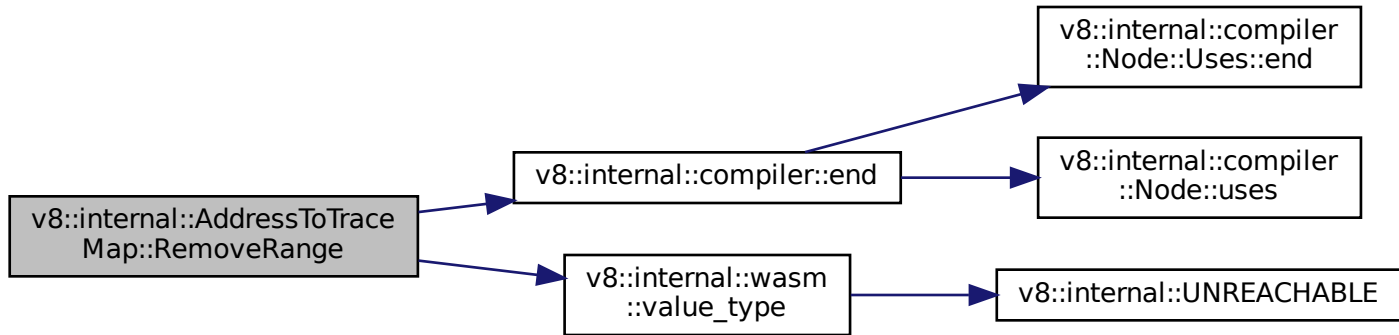 v8::internal::AddressToTrace
Map::RemoveRange
v8::internal::compiler::end
v8::internal::compiler
::Node::Uses::end
v8::internal::compiler
::Node::uses
v8::internal::wasm
::value_type
v8::internal::UNREACHABLE